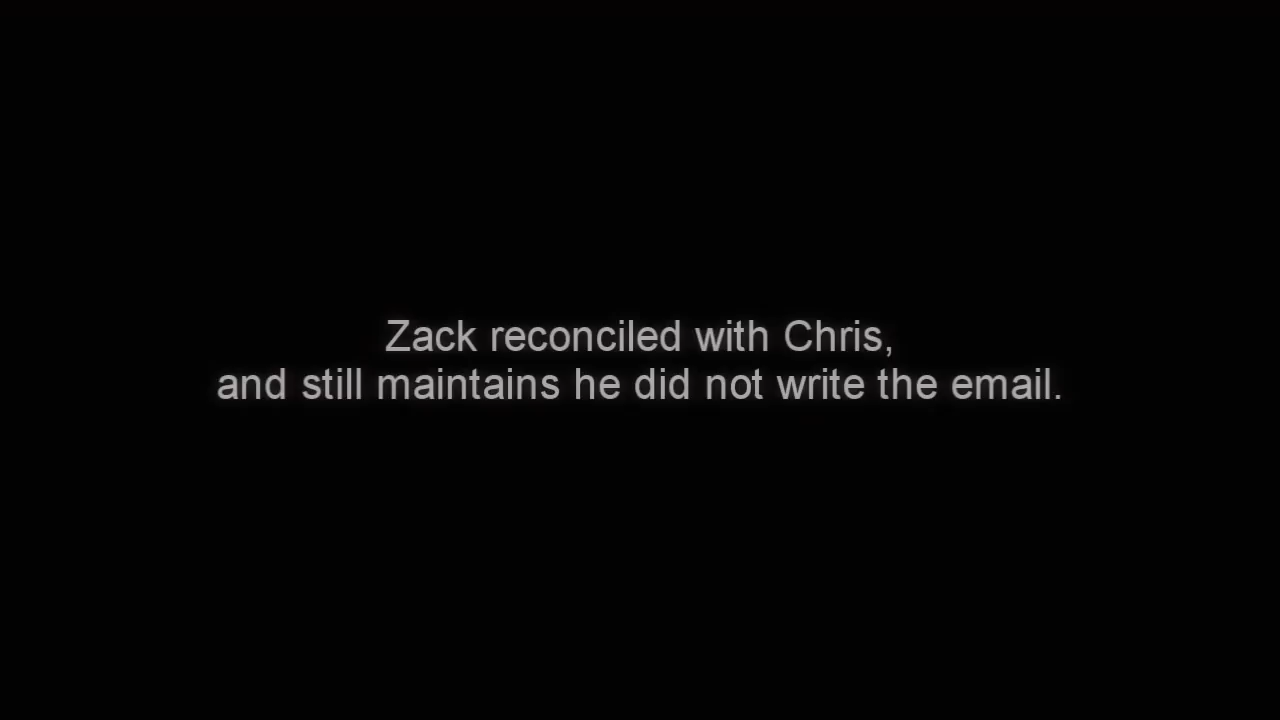 Zack reconciled with Chris,
and still maintains he did not write the email.